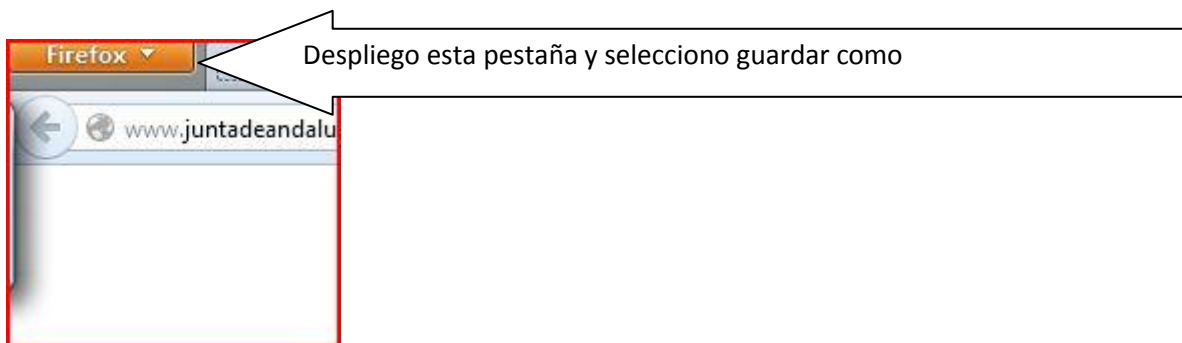 Firefox
Despliego esta pestaña y selecciono guardar como
www.juntadeandalu